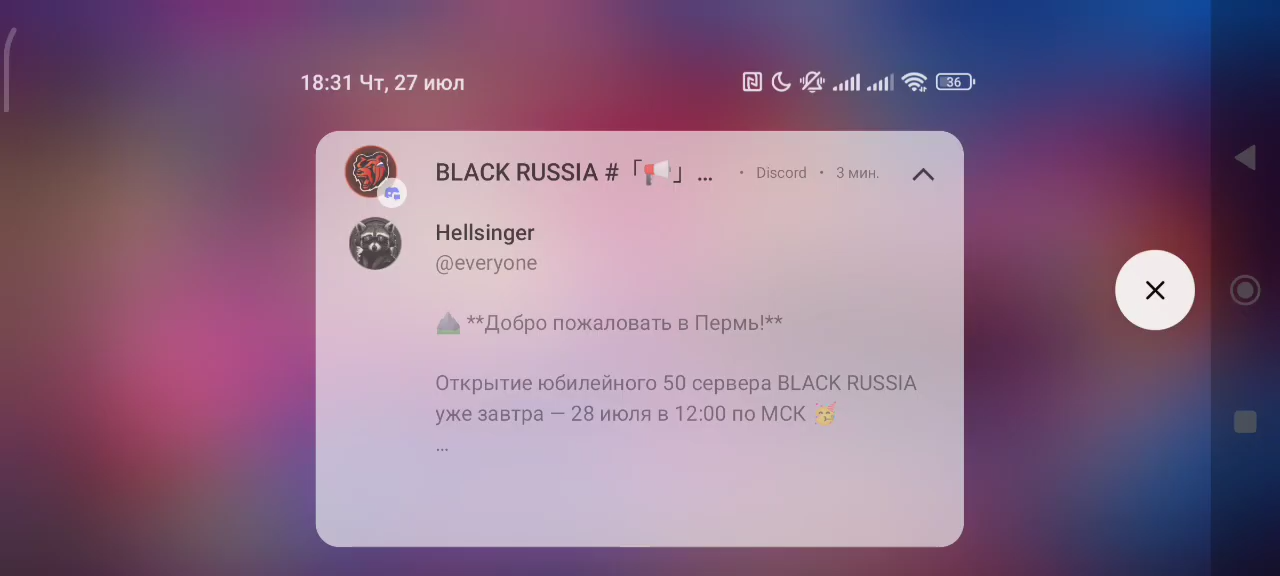 18:31 Чт, 27 июл
36
BLACK RUSSIA #「📢」 ... • Discord • 3 мин.
Hellsinger
@everyone
⛰ **Добро пожаловать в Пермь!**
Открытие юбилейного 50 сервера BLACK RUSSIA
уже завтра — 28 июля в 12:00 по МСК 🥳
...